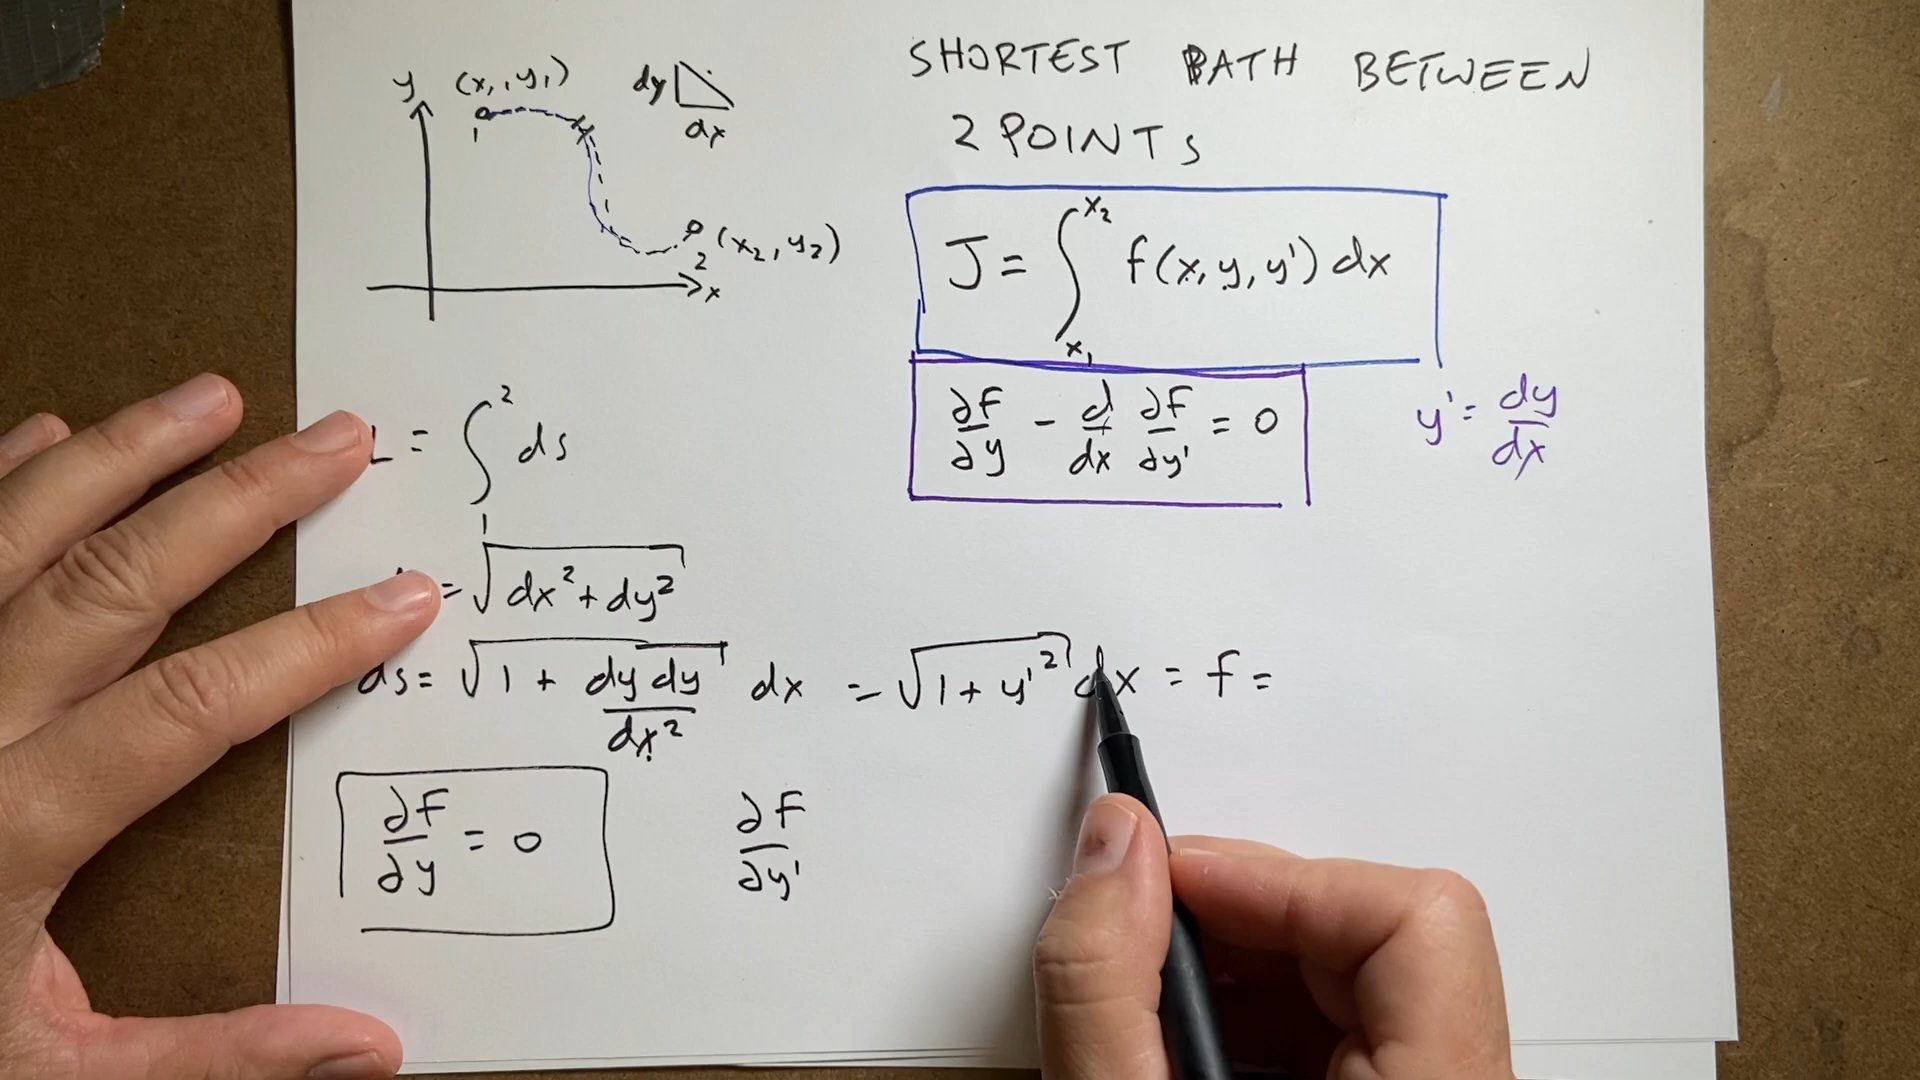 SHORTEST PATH BETWEEN
2 POINTS
y (x₁, y₁) dy
1 dx
2 (x₂, y₂)
x
J = ∫ₓ₁ˣ² f(x, y, y') dx
∂f/∂y - d/dx ∂f/∂y' = 0
y' = dy/dx
L = ∫₁² ds
= √(dx² + dy²)
ds = √(1 + dy dy/dx²) dx = √(1 + y'²) dx = f =
∂f/∂y = 0 ∂f/∂y'